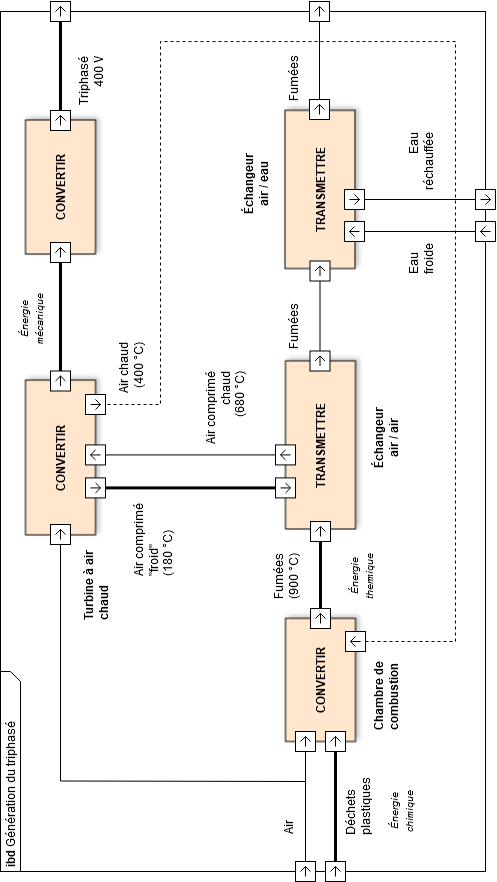 ibd Génération du triphasé
Énergie
mécanique
CONVERTIR
CONVERTIR
Triphasé
400 V
Turbine à air
chaud
Air chaud
(400 °C)
Air comprimé
"froid"
(180 °C)
Air comprimé
chaud
(680 °C)
Échangeur
air / eau
Air
Fumées
(900 °C)
Fumées
Fumées
CONVERTIR
TRANSMETTRE
TRANSMETTRE
Déchets
plastiques
Énergie
chimique
Énergie
thermique
Chambre de
combustion
Échangeur
air / air
Eau
froide
Eau
réchauffée